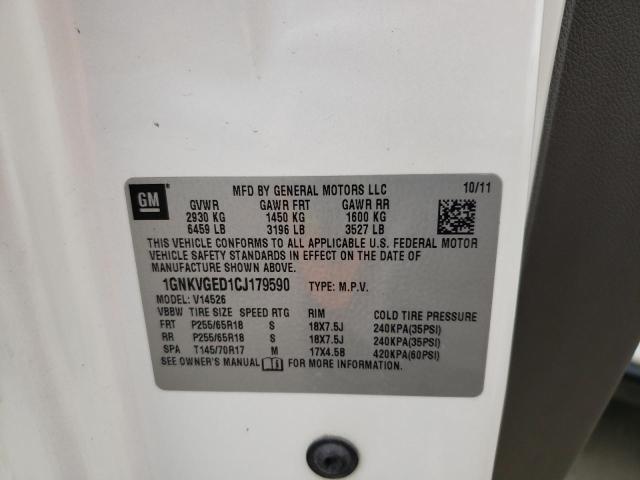 GM
MFD BY GENERAL MOTORS LLC 10/11
GVWR GAWR FRT GAWR RR
2930 KG 1450 KG 1600 KG
6459 LB 3196 LB 3527 LB
THIS VEHICLE CONFORMS TO ALL APPLICABLE U.S. FEDERAL MOTOR
VEHICLE SAFETY STANDARDS IN EFFECT ON THE DATE OF
MANUFACTURE SHOWN ABOVE.
1GNKVGED1CJ179590 TYPE: M.P.V.
MODEL: V14526
VBBW TIRE SIZE SPEED RTG RIM COLD TIRE PRESSURE
FRT P255/65R18 S 18X7.5J 240KPA(35PSI)
RR P255/65R18 S 18X7.5J 240KPA(35PSI)
SPA T145/70R17 M 17X4.5B 420KPA(60PSI)
SEE OWNER'S MANUAL FOR MORE INFORMATION.